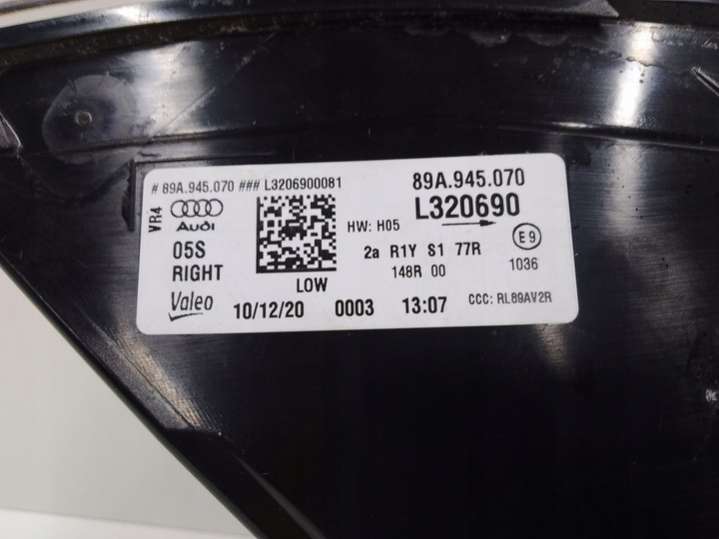 # 89A.945.070 ### L3206900081
89A.945.070
VR4
Audi
L320690
HW: H05
05S
2a R1Y S1 77R
E 9
RIGHT
148R 00
1036
LOW
Valeo
10/12/20 0003 13:07 CCC: RL89AV2R